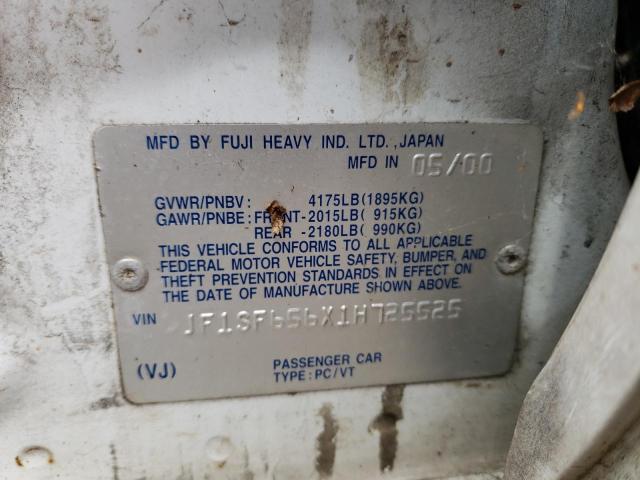 MFD BY FUJI HEAVY IND. LTD., JAPAN
MFD IN 05/00
GVWR/PNBV: 4175LB(1895KG)
GAWR/PNBE: FRONT-2015LB( 915KG)
REAR -2180LB( 990KG)
THIS VEHICLE CONFORMS TO ALL APPLICABLE
FEDERAL MOTOR VEHICLE SAFETY, BUMPER, AND
THEFT PREVENTION STANDARDS IN EFFECT ON
THE DATE OF MANUFACTURE SHOWN ABOVE.
VIN JF1SF656X1H725525
(VJ) PASSENGER CAR
TYPE: PC/VT